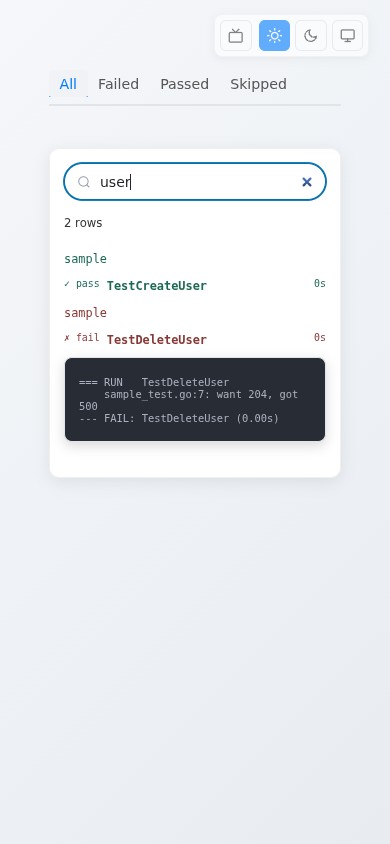 All Failed Passed Skipped
user
2 rows
sample
✓ pass TestCreateUser 0s
sample
✗ fail TestDeleteUser 0s
=== RUN   TestDeleteUser
    sample_test.go:7: want 204, got
500
--- FAIL: TestDeleteUser (0.00s)